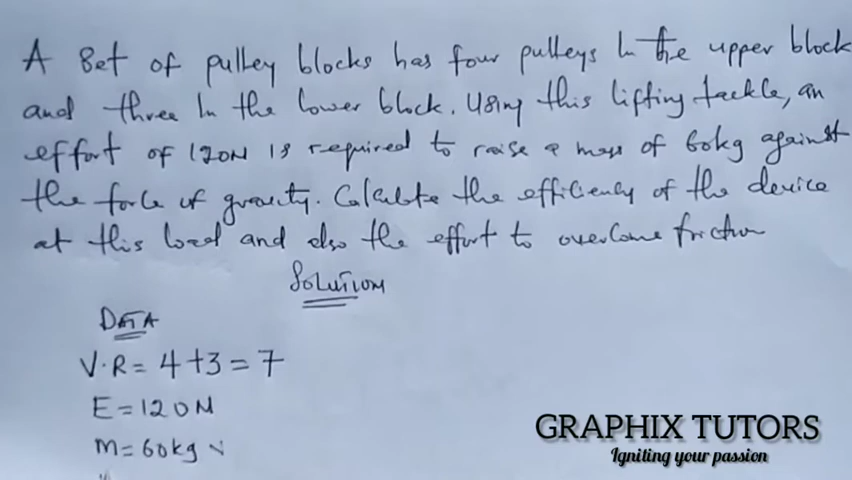 A set of pulley blocks has four pulleys in the upper block
and three in the lower block. Using this lifting tackle, an
effort of 120N is required to raise a mass of 60kg against
the force of gravity. Calculate the efficiency of the device
at this load and also the effort to overcome friction
SOLUTION
DATA
V.R = 4+3 = 7
E = 120N
m = 60kg
GRAPHIX TUTORS
Igniting your passion